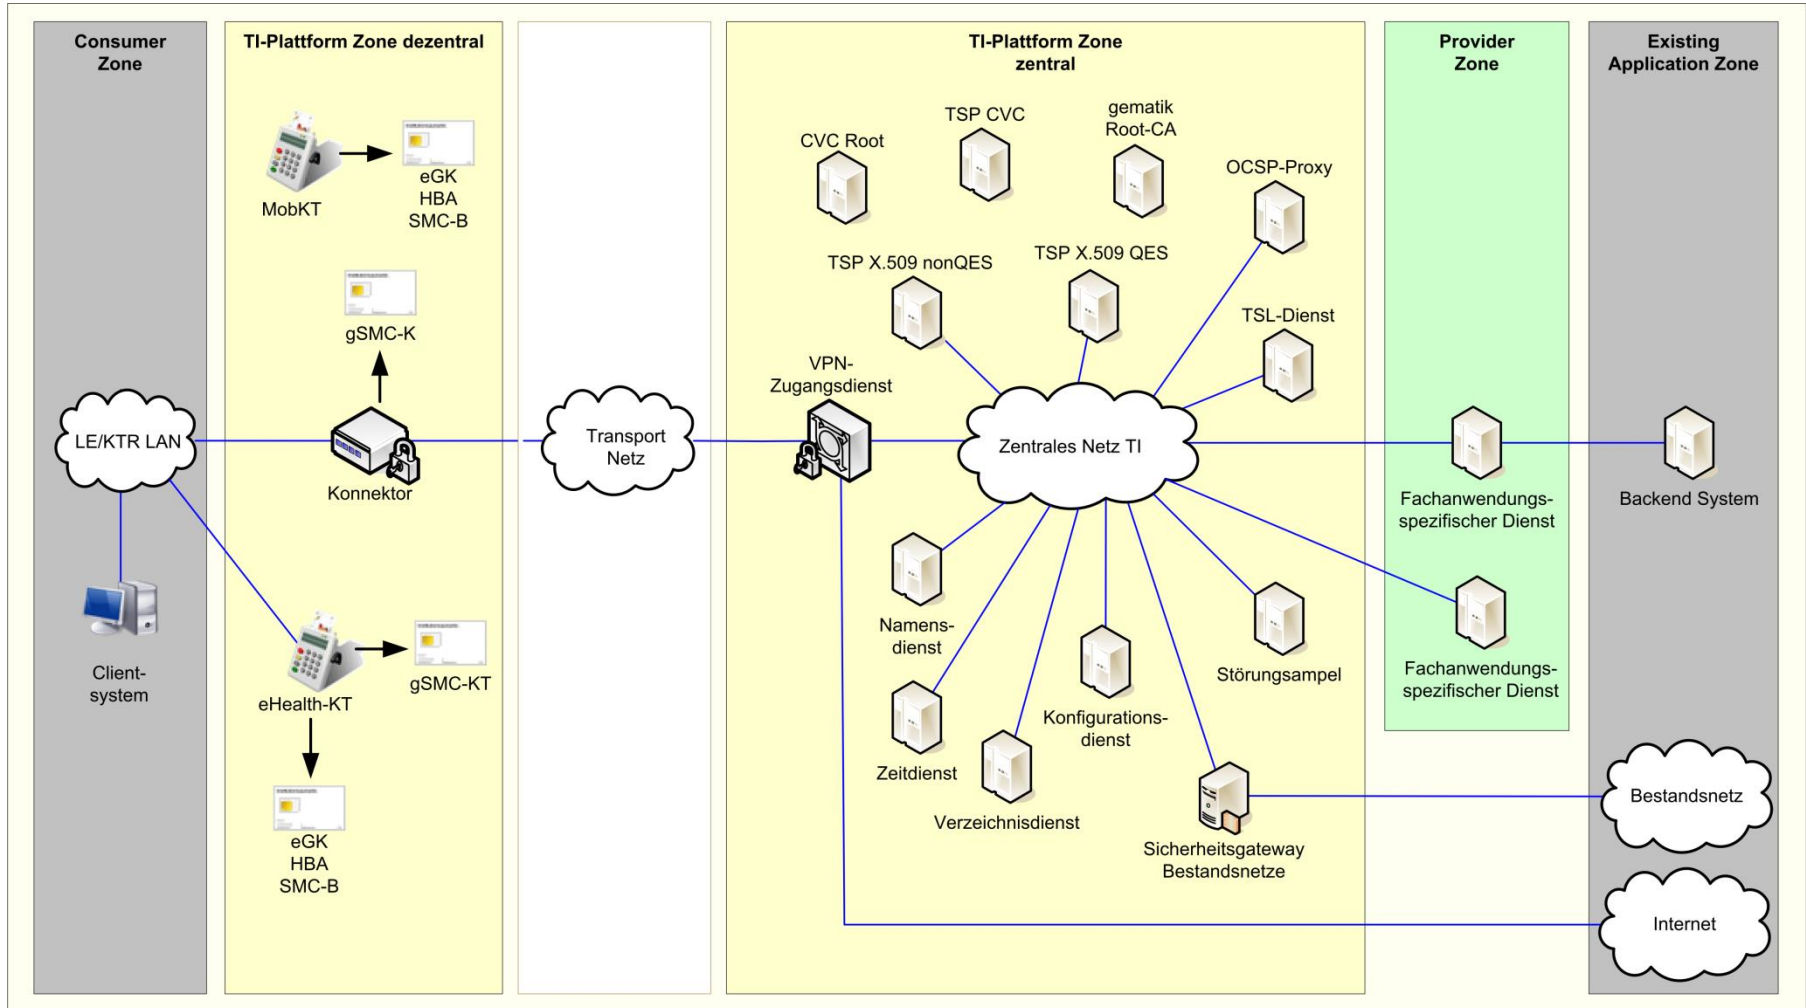 Consumer
Zone
TI-Plattform Zone dezentral
TI-Plattform Zone
zentral
Provider
Zone
Existing
Application Zone
MobKT
eGK
HBA
SMC-B
gSMC-K
LE/KTR LAN
Konnektor
Client-
system
eHealth-KT
gSMC-KT
eGK
HBA
SMC-B
Transport
Netz
CVC Root
TSP CVC
gematik
Root-CA
OCSP-Proxy
TSP X.509 nonQES
TSP X.509 QES
TSL-Dienst
VPN-
Zugangsdienst
Zentrales Netz TI
Namens-
dienst
Zeitdienst
Verzeichnisdienst
Konfigurations-
dienst
Störungsampel
Sicherheitsgateway
Bestandsnetze
Fachanwendungs-
spezifischer Dienst
Fachanwendungs-
spezifischer Dienst
Backend System
Bestandsnetz
Internet